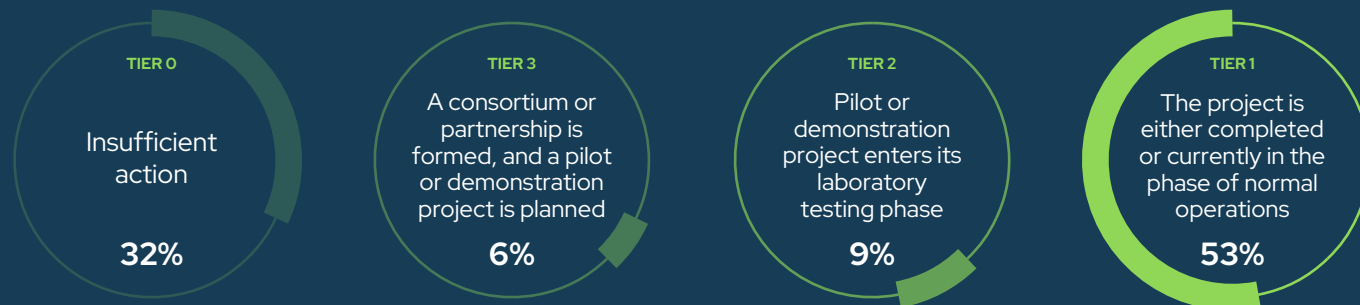 TIER 0
Insufficient
action
32%
TIER 3
A consortium or
partnership is
formed, and a pilot
or demonstration
project is planned
6%
TIER 2
Pilot or
demonstration
project enters its
laboratory
testing phase
9%
TIER 1
The project is
either completed
or currently in the
phase of normal
operations
53%